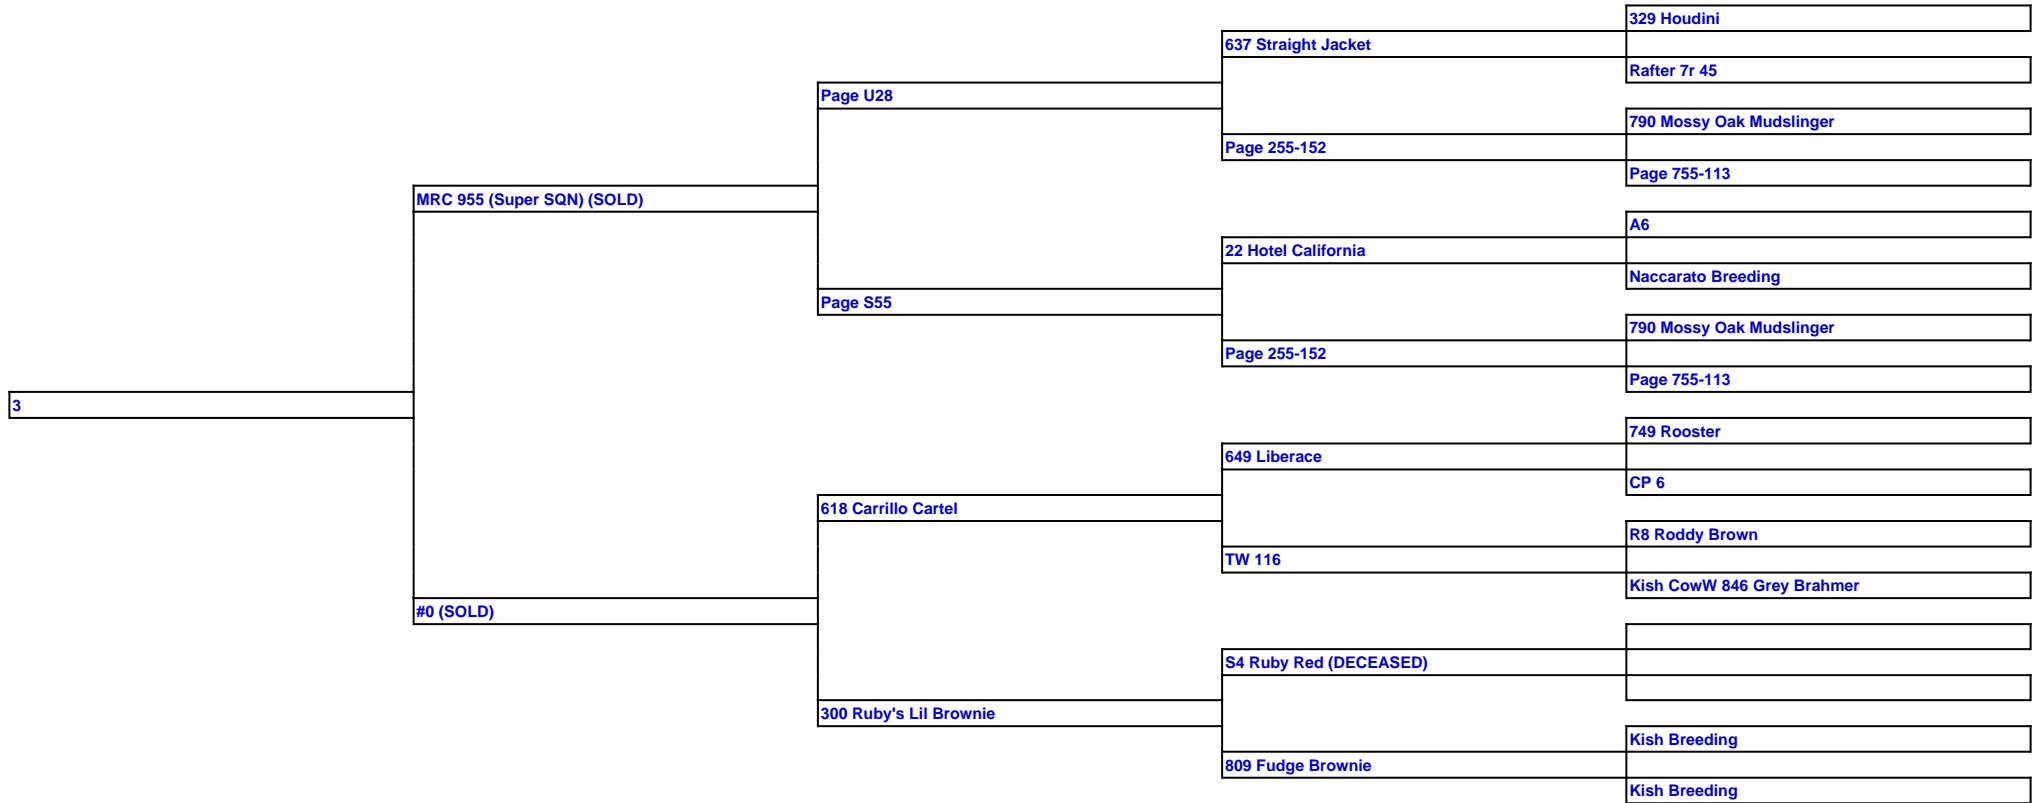 329 Houdini
637 Straight Jacket
Rafter 7r 45
Page U28
790 Mossy Oak Mudslinger
Page 255-152
Page 755-113
MRC 955 (Super SQN) (SOLD)
A6
22 Hotel California
Naccarato Breeding
Page S55
790 Mossy Oak Mudslinger
Page 255-152
Page 755-113
3
749 Rooster
649 Liberace
CP 6
618 Carrillo Cartel
R8 Roddy Brown
TW 116
Kish CowW 846 Grey Brahmer
#0 (SOLD)
S4 Ruby Red (DECEASED)
300 Ruby's Lil Brownie
Kish Breeding
809 Fudge Brownie
Kish Breeding